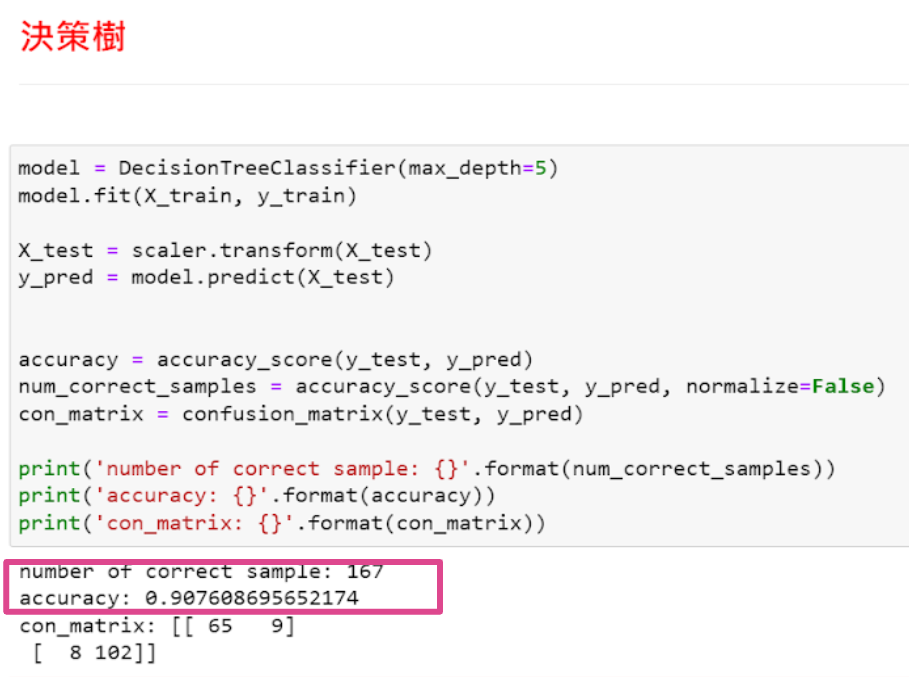 決策樹
model = DecisionTreeClassifier(max_depth=5)
model.fit(X_train, y_train)
X_test = scaler.transform(X_test)
y_pred = model.predict(X_test)
accuracy = accuracy_score(y_test, y_pred)
num_correct_samples = accuracy_score(y_test, y_pred, normalize=False)
con_matrix = confusion_matrix(y_test, y_pred)
print('number of correct sample: {}'.format(num_correct_samples))
print('accuracy: {}'.format(accuracy))
print('con_matrix: {}'.format(con_matrix))
number of correct sample: 167
accuracy: 0.907608695652174
con_matrix: [[ 65   9]
 [  8 102]]